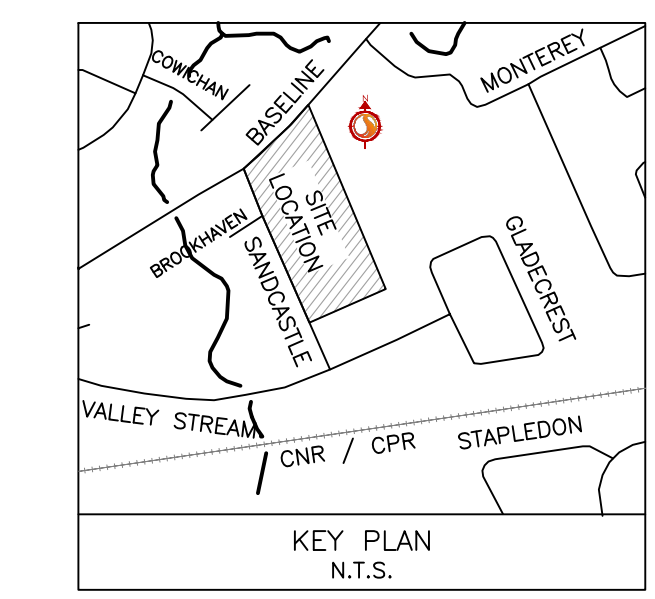 COWICHAN
BASELINE
MONTEREY
N
SITE
LOCATION
BROOKHAVEN
SANDCASTLE
GLADECREST
VALLEY STREAM
CNR / CPR
STAPLEDON
KEY PLAN
N.T.S.